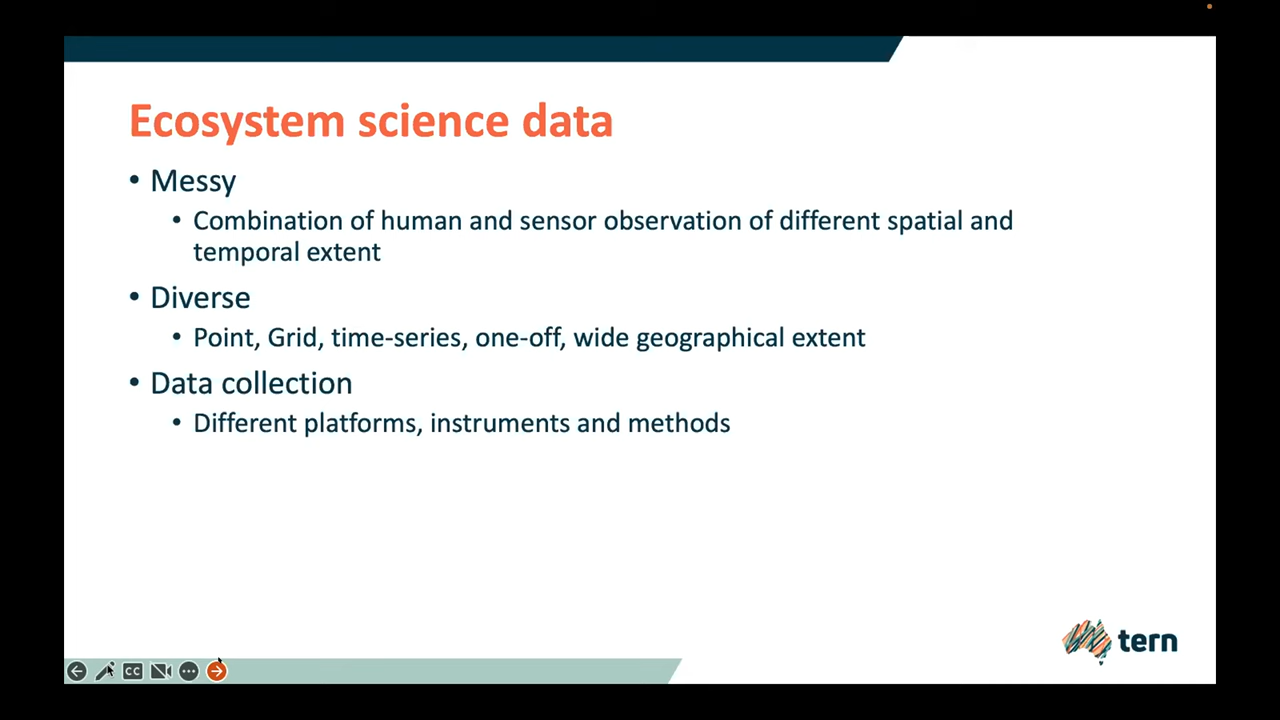 Ecosystem science data
• Messy
• Combination of human and sensor observation of different spatial and
temporal extent
• Diverse
• Point, Grid, time-series, one-off, wide geographical extent
• Data collection
• Different platforms, instruments and methods
tern
CC